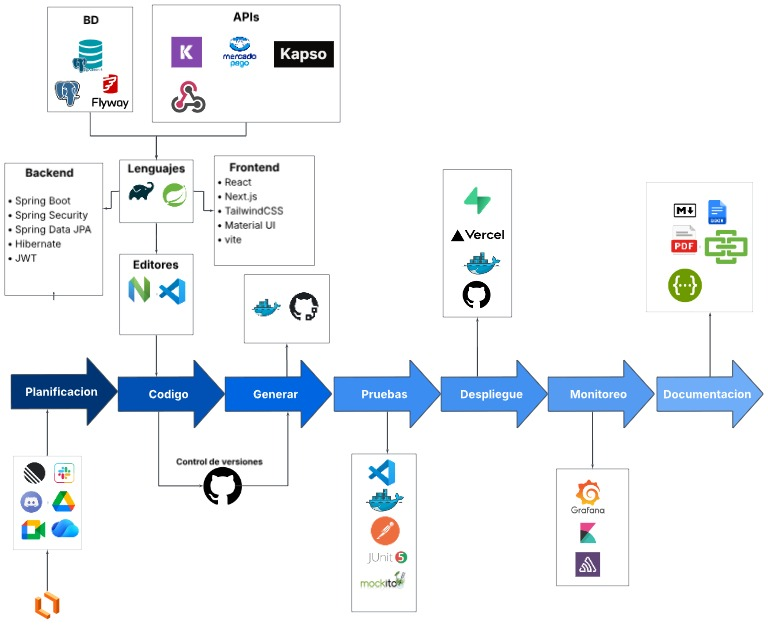 BD
Flyway
APIs
K
mercado
pago
Kapso
Backend
• Spring Boot
• Spring Security
• Spring Data JPA
• Hibernate
• JWT
Lenguajes
Frontend
• React
• Next.js
• TailwindCSS
• Material UI
• vite
Editores
Vercel
M
PDF
{···}
Planificacion
Codigo
Generar
Pruebas
Despliegue
Monitoreo
Documentacion
Control de versiones
JUnit 5
mockito
Grafana